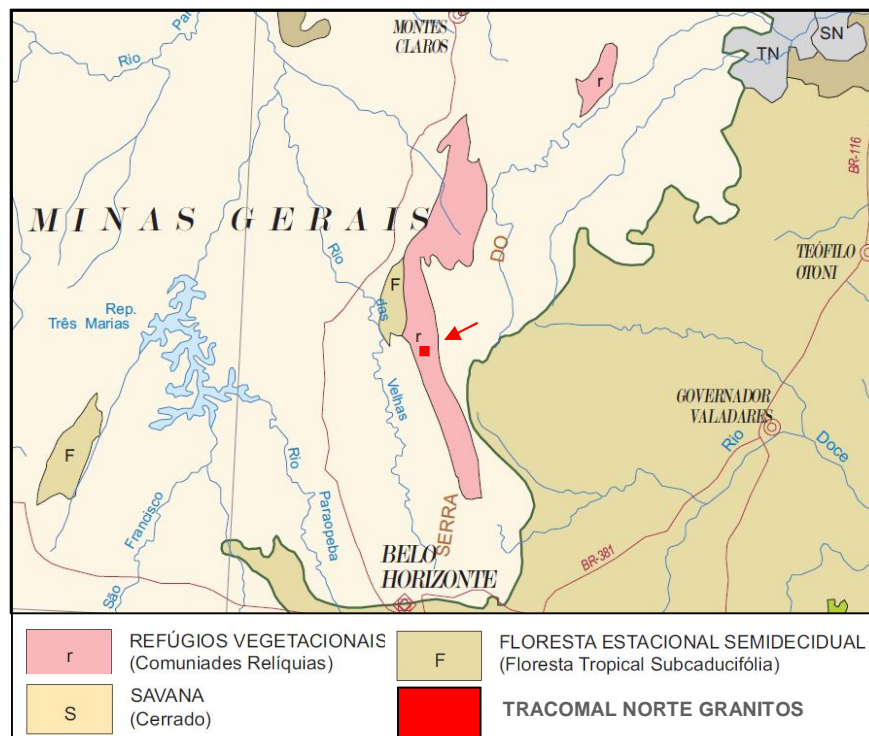 MONTES
CLAROS
Rio
Par
r
TN
SN
BR-116
MINAS GERAIS
Rio
das
Velhas
DO
SERRA
TEÓFILO
OTONI
F
r
Rep.
Três Marias
GOVERNADOR
VALADARES
Rio
Doce
F
São
Francisco
Rio
Paraopeba
BELO
HORIZONTE
BR-381
r
REFÚGIOS VEGETACIONAIS
(Comuniades Relíquias)
F
FLORESTA ESTACIONAL SEMIDECIDUAL
(Floresta Tropical Subcaducifólia)
S
SAVANA
(Cerrado)
TRACOMAL NORTE GRANITOS